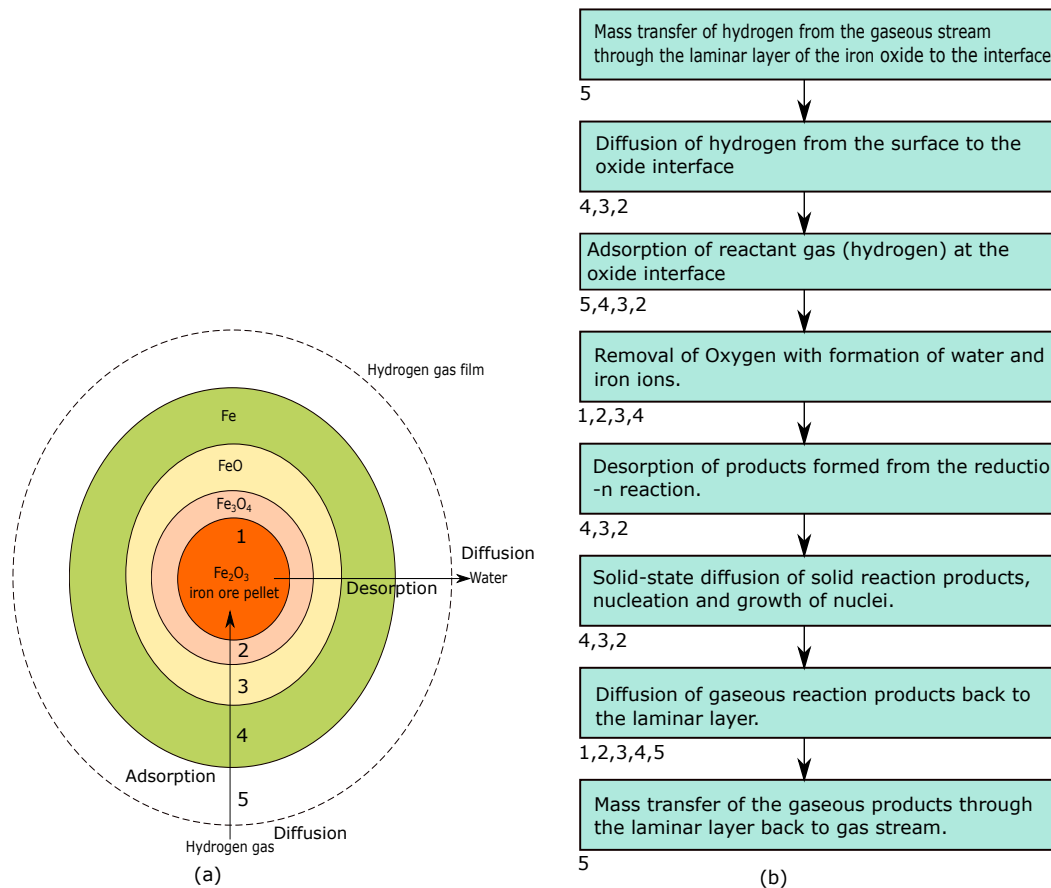 Hydrogen gas film
Fe
FeO
Fe₃O₄
1
Fe₂O₃
iron ore pellet
Diffusion
Water
Desorption
2
3
4
Adsorption
5
Diffusion
Hydrogen gas
(a)
Mass transfer of hydrogen from the gaseous stream
through the laminar layer of the iron oxide to the interface
5
Diffusion of hydrogen from the surface to the
oxide interface
4,3,2
Adsorption of reactant gas (hydrogen) at the
oxide interface
5,4,3,2
Removal of Oxygen with formation of water and
iron ions.
1,2,3,4
Desorption of products formed from the reductio
-n reaction.
4,3,2
Solid-state diffusion of solid reaction products,
nucleation and growth of nuclei.
4,3,2
Diffusion of gaseous reaction products back to
the laminar layer.
1,2,3,4,5
Mass transfer of the gaseous products through
the laminar layer back to gas stream.
5
(b)